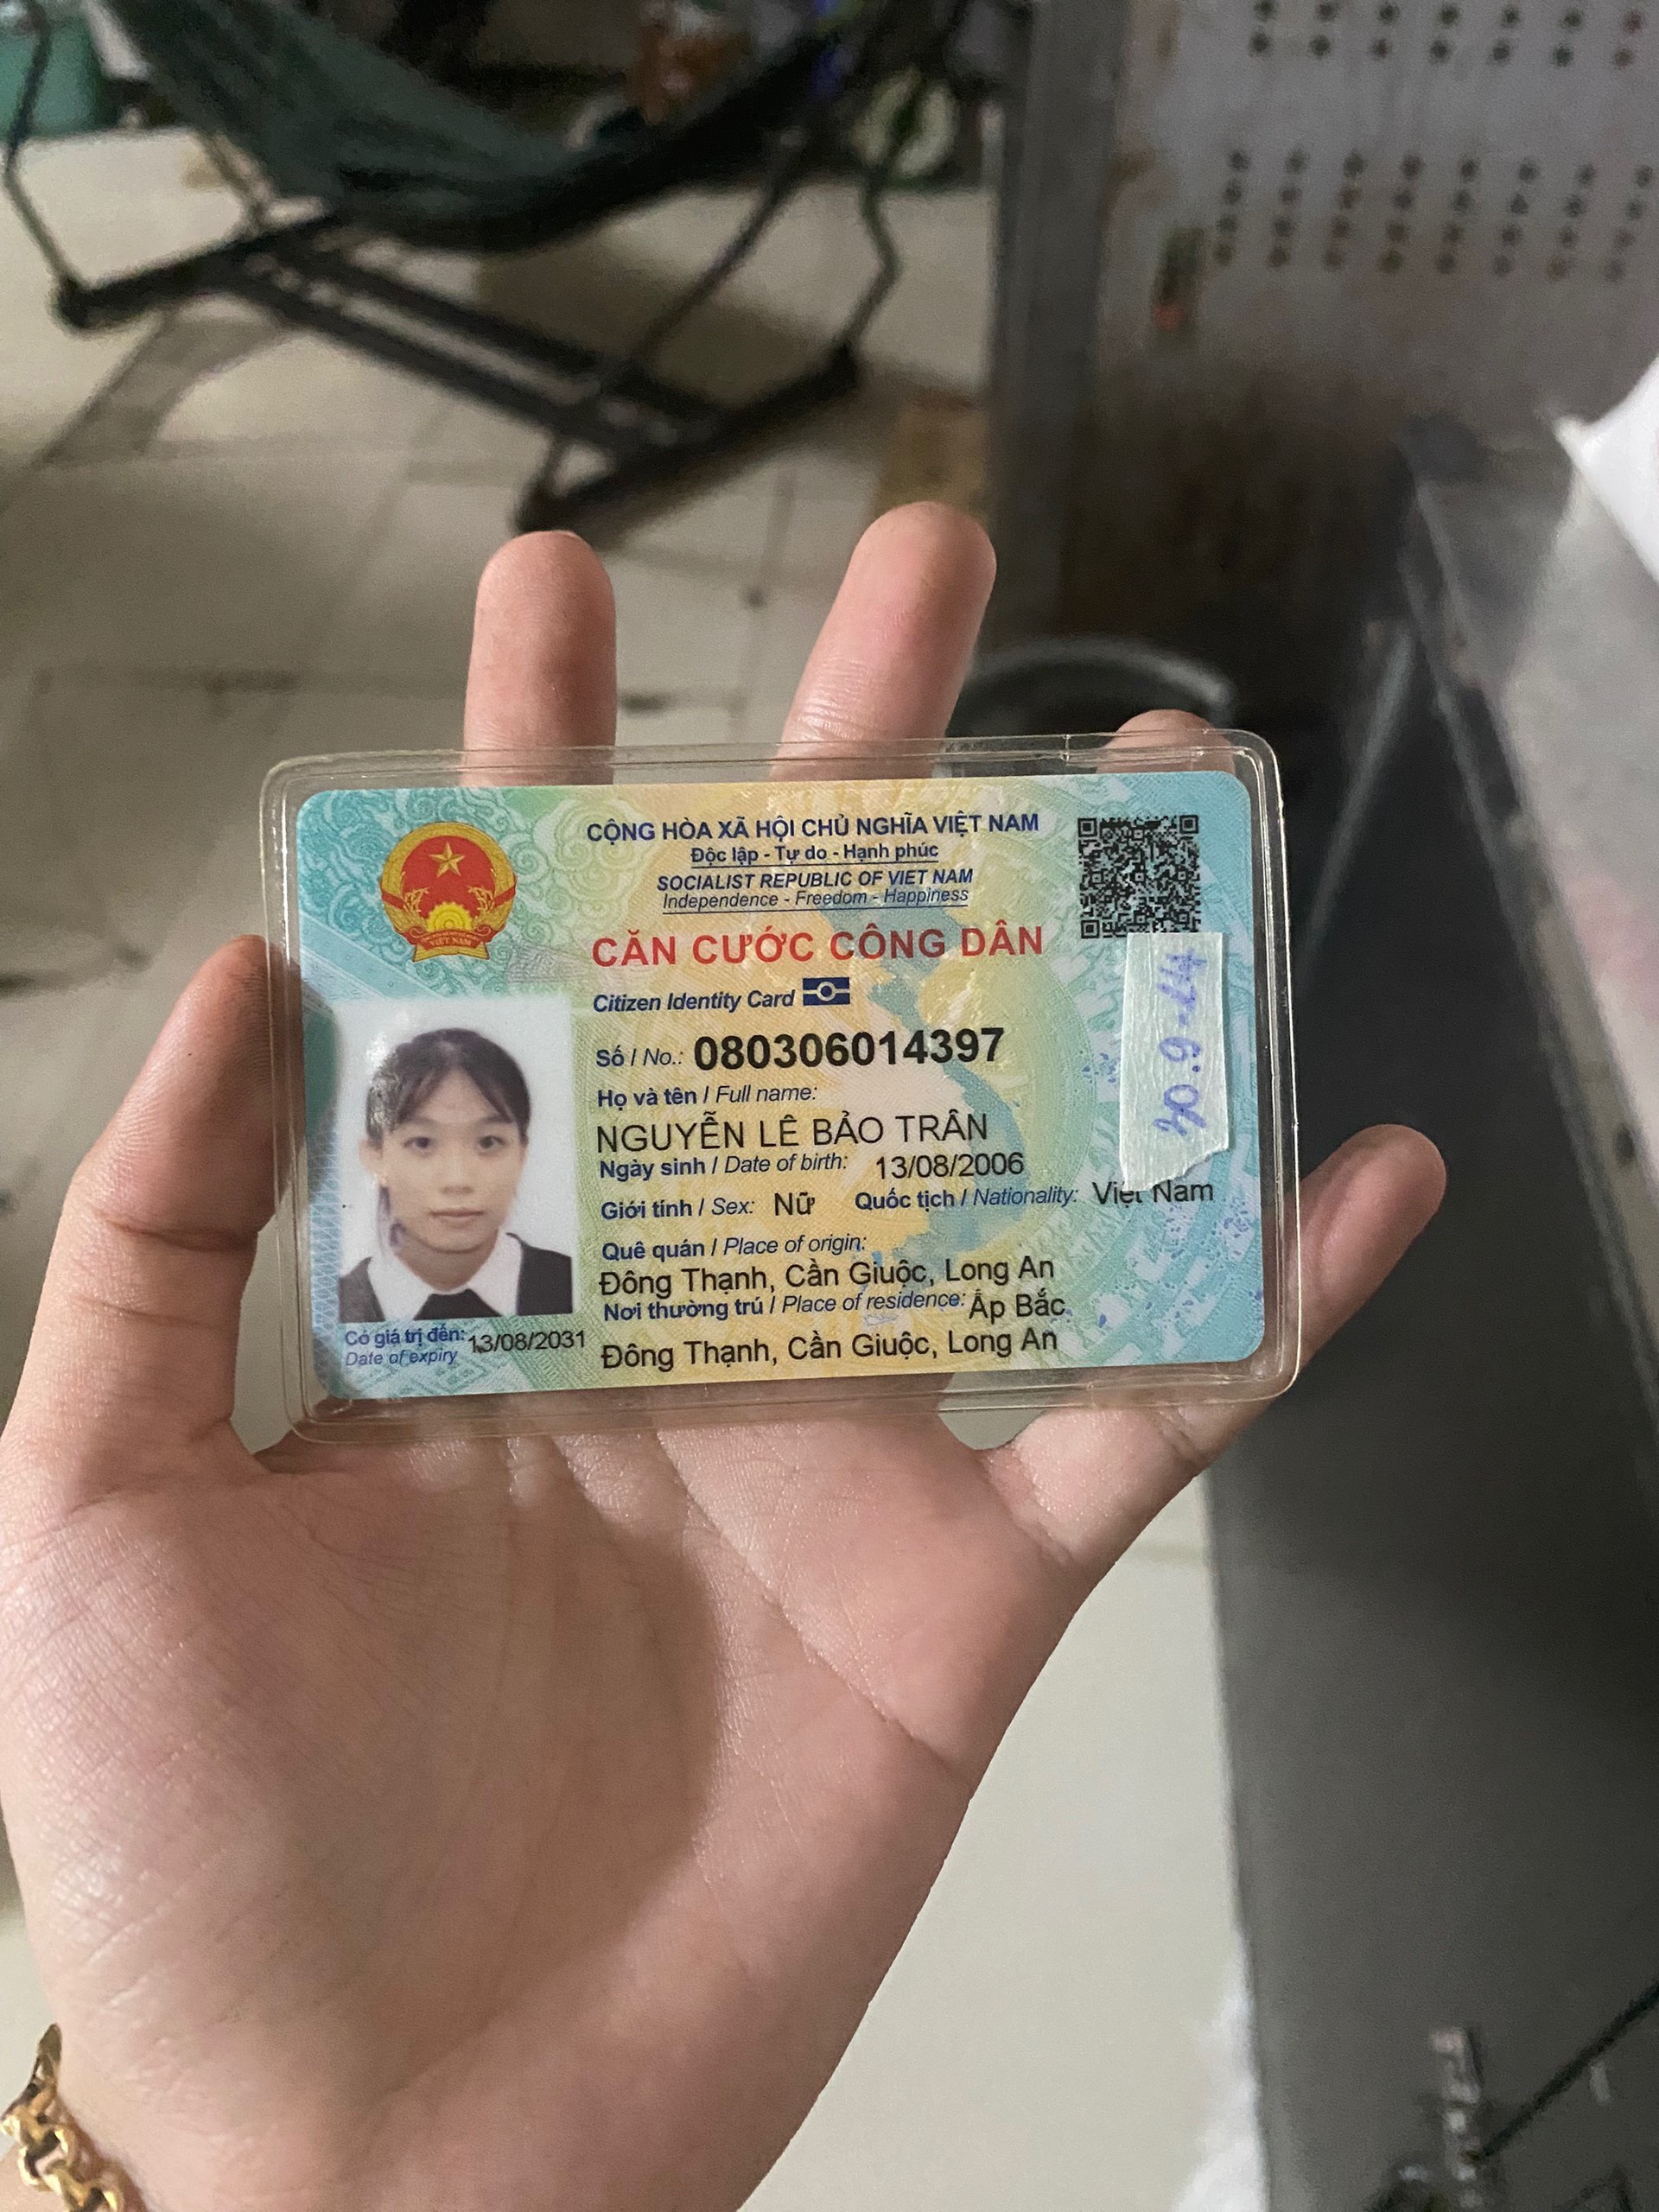 CỘNG HÒA XÃ HỘI CHỦ NGHĨA VIỆT NAM
Độc lập - Tự do - Hạnh phúc
SOCIALIST REPUBLIC OF VIET NAM
Independence - Freedom - Happiness
CĂN CƯỚC CÔNG DÂN
Citizen Identity Card
Số / No.: 080306014397
Họ và tên / Full name:
NGUYỄN LÊ BẢO TRÂN
Ngày sinh / Date of birth: 13/08/2006
Giới tính / Sex: Nữ Quốc tịch / Nationality: Việt Nam
Quê quán / Place of origin:
Đông Thạnh, Cần Giuộc, Long An
Nơi thường trú / Place of residence: Ấp Bắc
Đông Thạnh, Cần Giuộc, Long An
Có giá trị đến: 13/08/2031
Date of expiry
VIỆT NAM